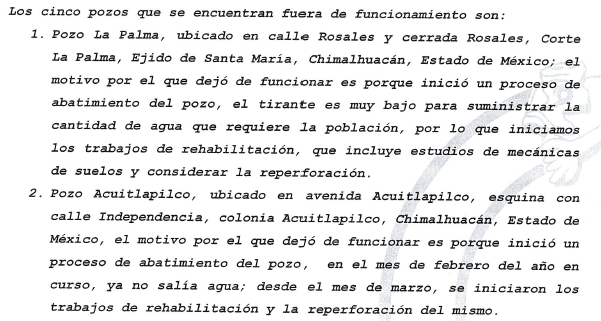 Los cinco pozos que se encuentran fuera de funcionamiento son:
1. Pozo La Palma, ubicado en calle Rosales y cerrada Rosales, Corte
La Palma, Ejido de Santa María, Chimalhuacán, Estado de México; el
motivo por el que dejó de funcionar es porque inició un proceso de
abatimiento del pozo, el tirante es muy bajo para suministrar la
cantidad de agua que requiere la población, por lo que iniciamos
los trabajos de rehabilitación, que incluye estudios de mecánicas
de suelos y considerar la reperforación.
2. Pozo Acuitlapilco, ubicado en avenida Acuitlapilco, esquina con
calle Independencia, colonia Acuitlapilco, Chimalhuacán, Estado de
México, el motivo por el que dejó de funcionar es porque inició un
proceso de abatimiento del pozo, en el mes de febrero del año en
curso, ya no salía agua; desde el mes de marzo, se iniciaron los
trabajos de rehabilitación y la reperforación del mismo.